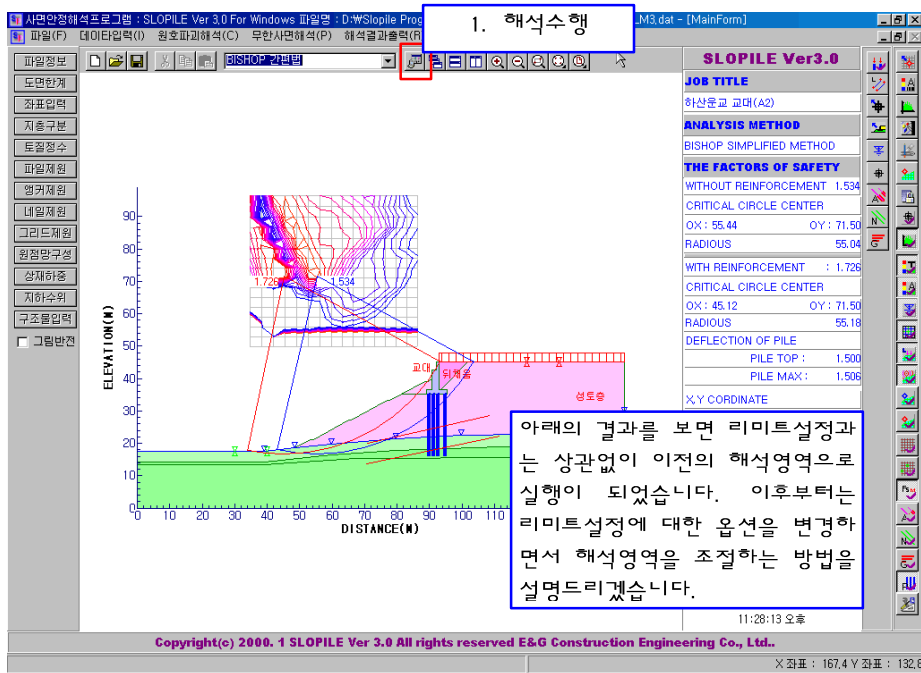 사면안정해석프로그램 : SLOPILE Ver 3,0 For Windows 파일명 : D:₩Slopile Prog
LM3,dat - [MainForm]
1. 해석수행
파일(F) 데이타입력(I) 원호파괴해석(C) 무한사면해석(P) 해석결과출력(R
BISHOP 간편법
파일정보
도면한계
좌표입력
지층구분
토질정수
파일제원
앵커제원
네일제원
그리드제원
원점망구성
상재하중
지하수위
구조물입력
그림반전
ELEVATION(M)
90
80
70
60
50
40
30
20
10
0
0 10 20 30 40 50 60 70 80 90 100 110
DISTANCE(M)
1.726
1.534
교대
뒤채움
성토층
SLOPILE Ver3.0
JOB TITLE
하산운교 교대(A2)
ANALYSIS METHOD
BISHOP SIMPLIFIED METHOD
THE FACTORS OF SAFETY
WITHOUT REINFORCEMENT 1.534
CRITICAL CIRCLE CENTER
OX : 55.44 OY : 71.50
RADIOUS 55.04
WITH REINFORCEMENT : 1.726
CRITICAL CIRCLE CENTER
OX : 45.12 OY : 71.50
RADIOUS 55.18
DEFLECTION OF PILE
PILE TOP : 1.500
PILE MAX : 1.506
X,Y CORDINATE
아래의 결과를 보면 리미트설정과
는 상관없이 이전의 해석영역으로
실행이 되었습니다. 이후부터는
리미트설정에 대한 옵션을 변경하
면서 해석영역을 조절하는 방법을
설명드리겠습니다.
11:28:13 오후
Copyright(c) 2000. 1 SLOPILE Ver 3.0 All rights reserved E&G Construction Engineering Co., Ltd..
X 좌표 : 167,4 Y 좌표 : 132,8